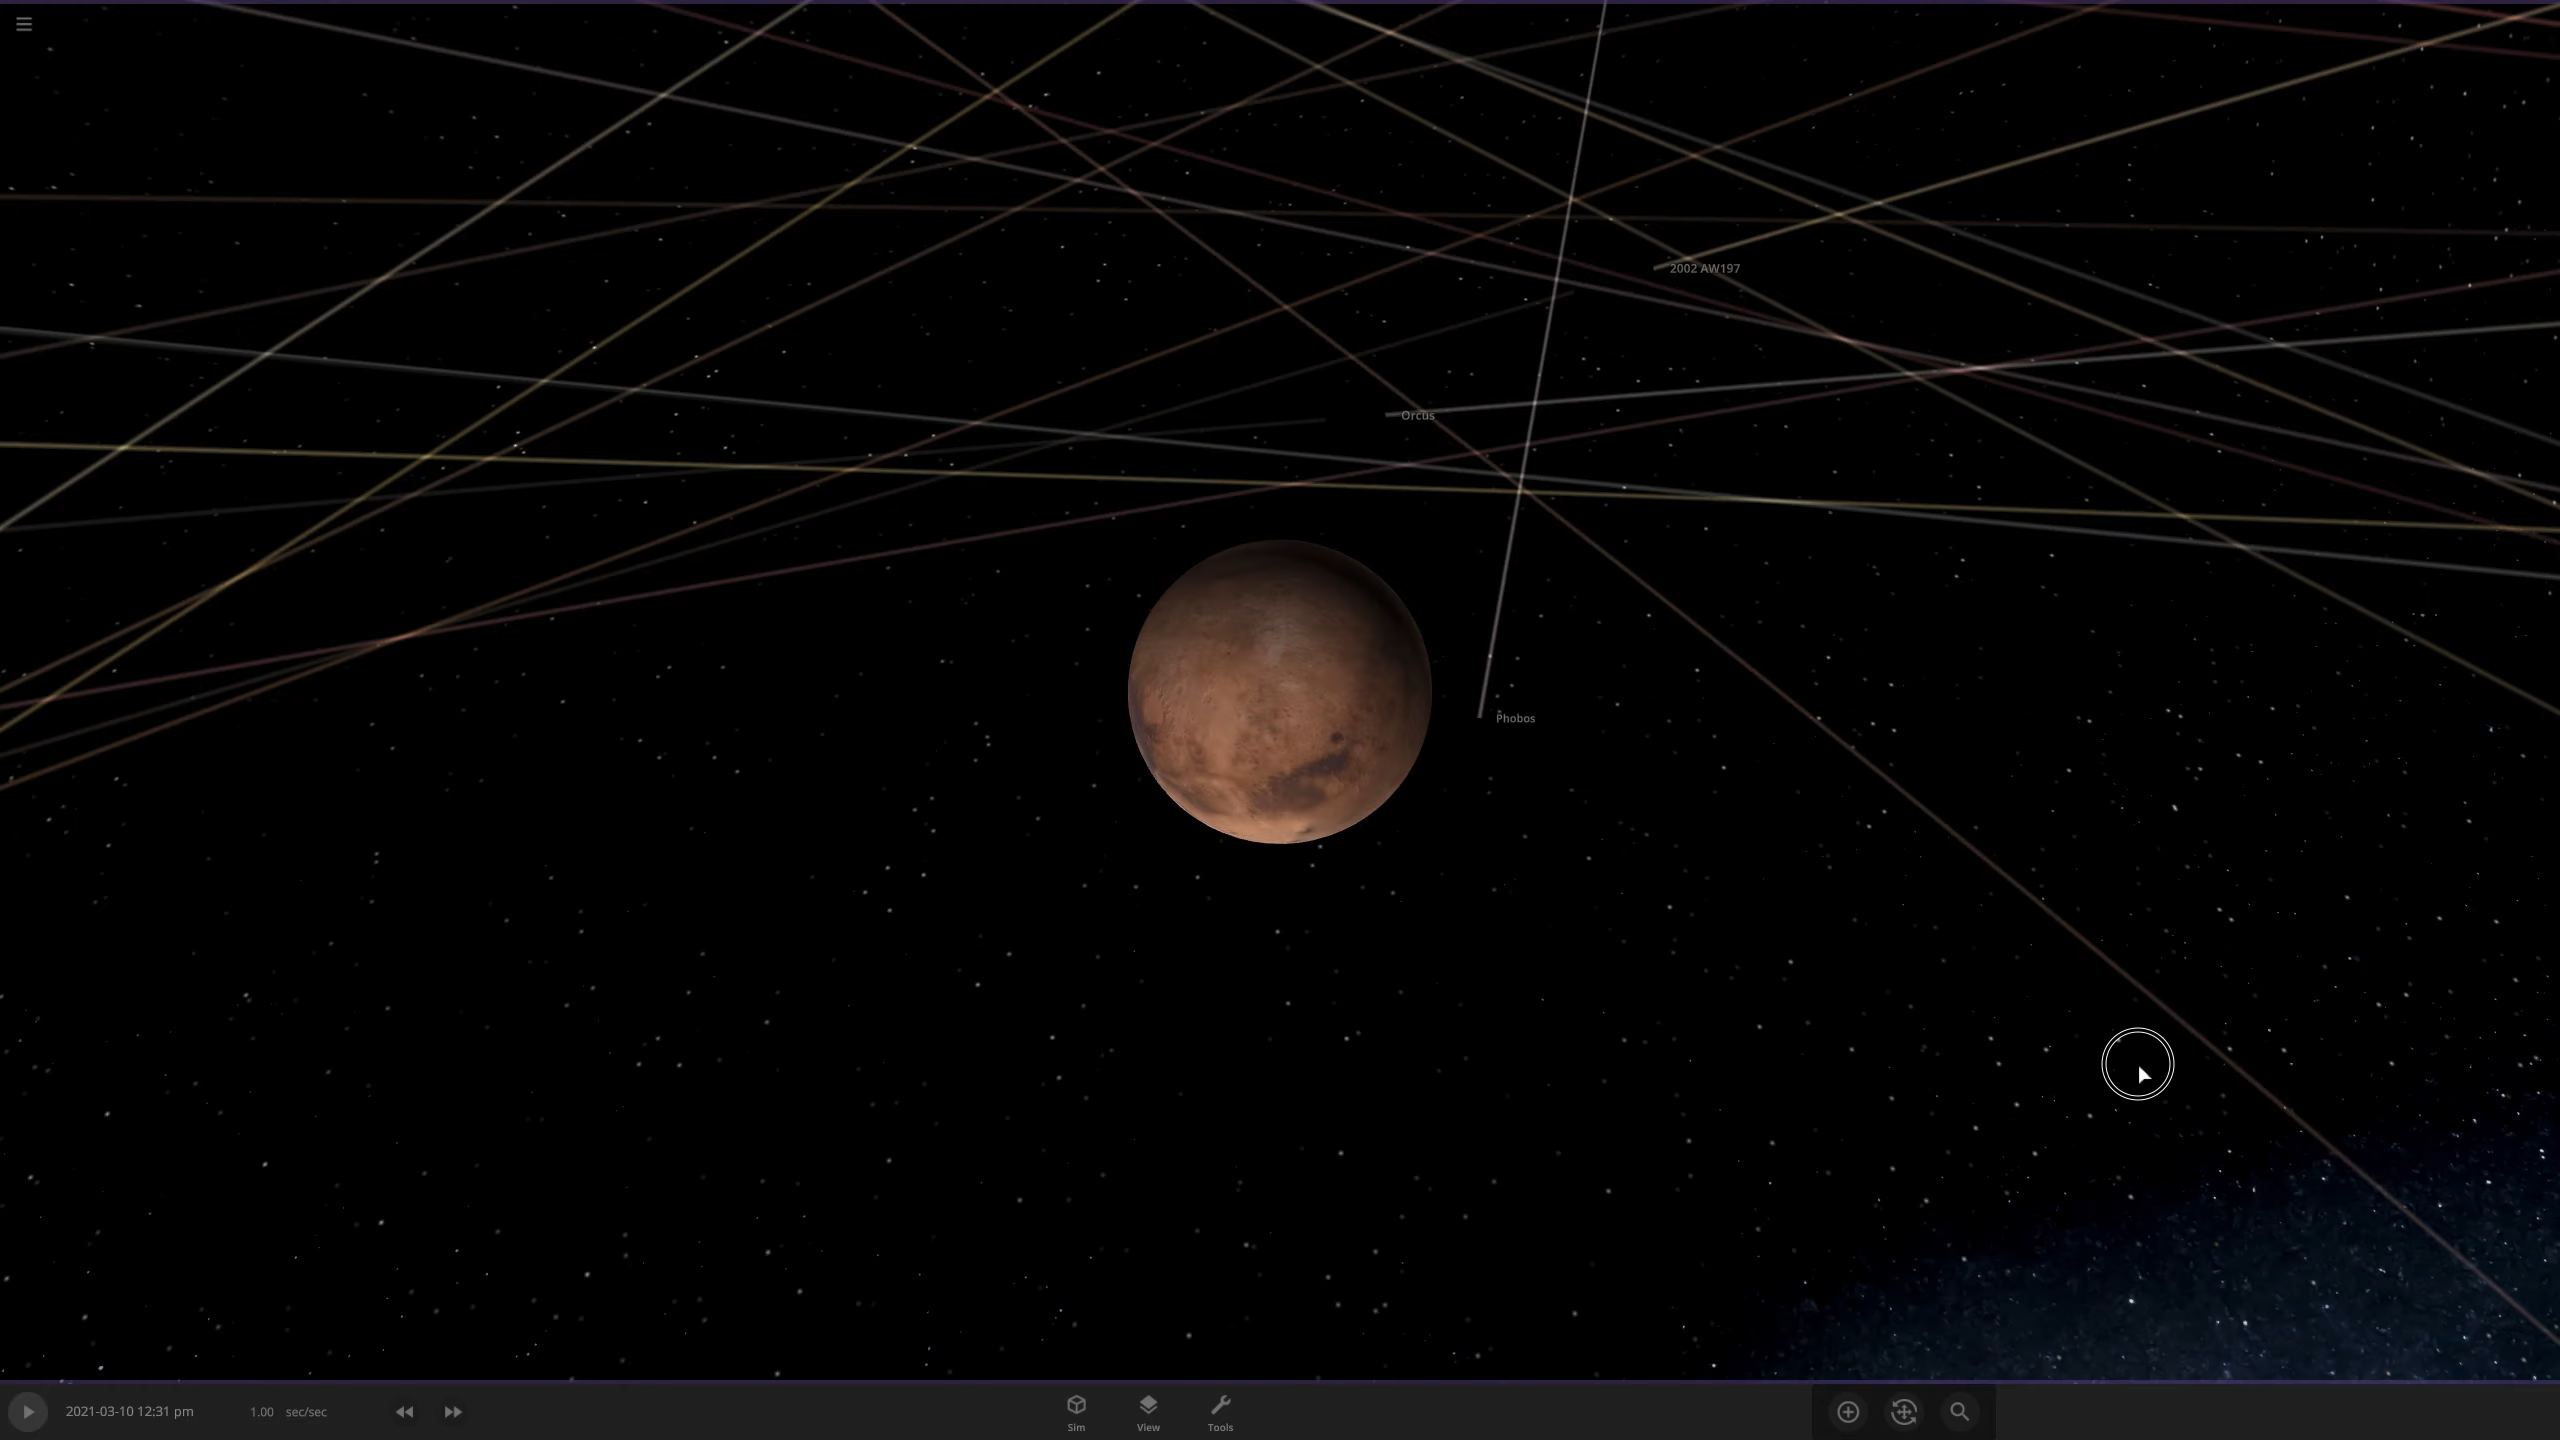 2002 AW197
Orcus
Phobos
2021-03-10 12:31 pm
1.00 sec/sec
Sim
View
Tools